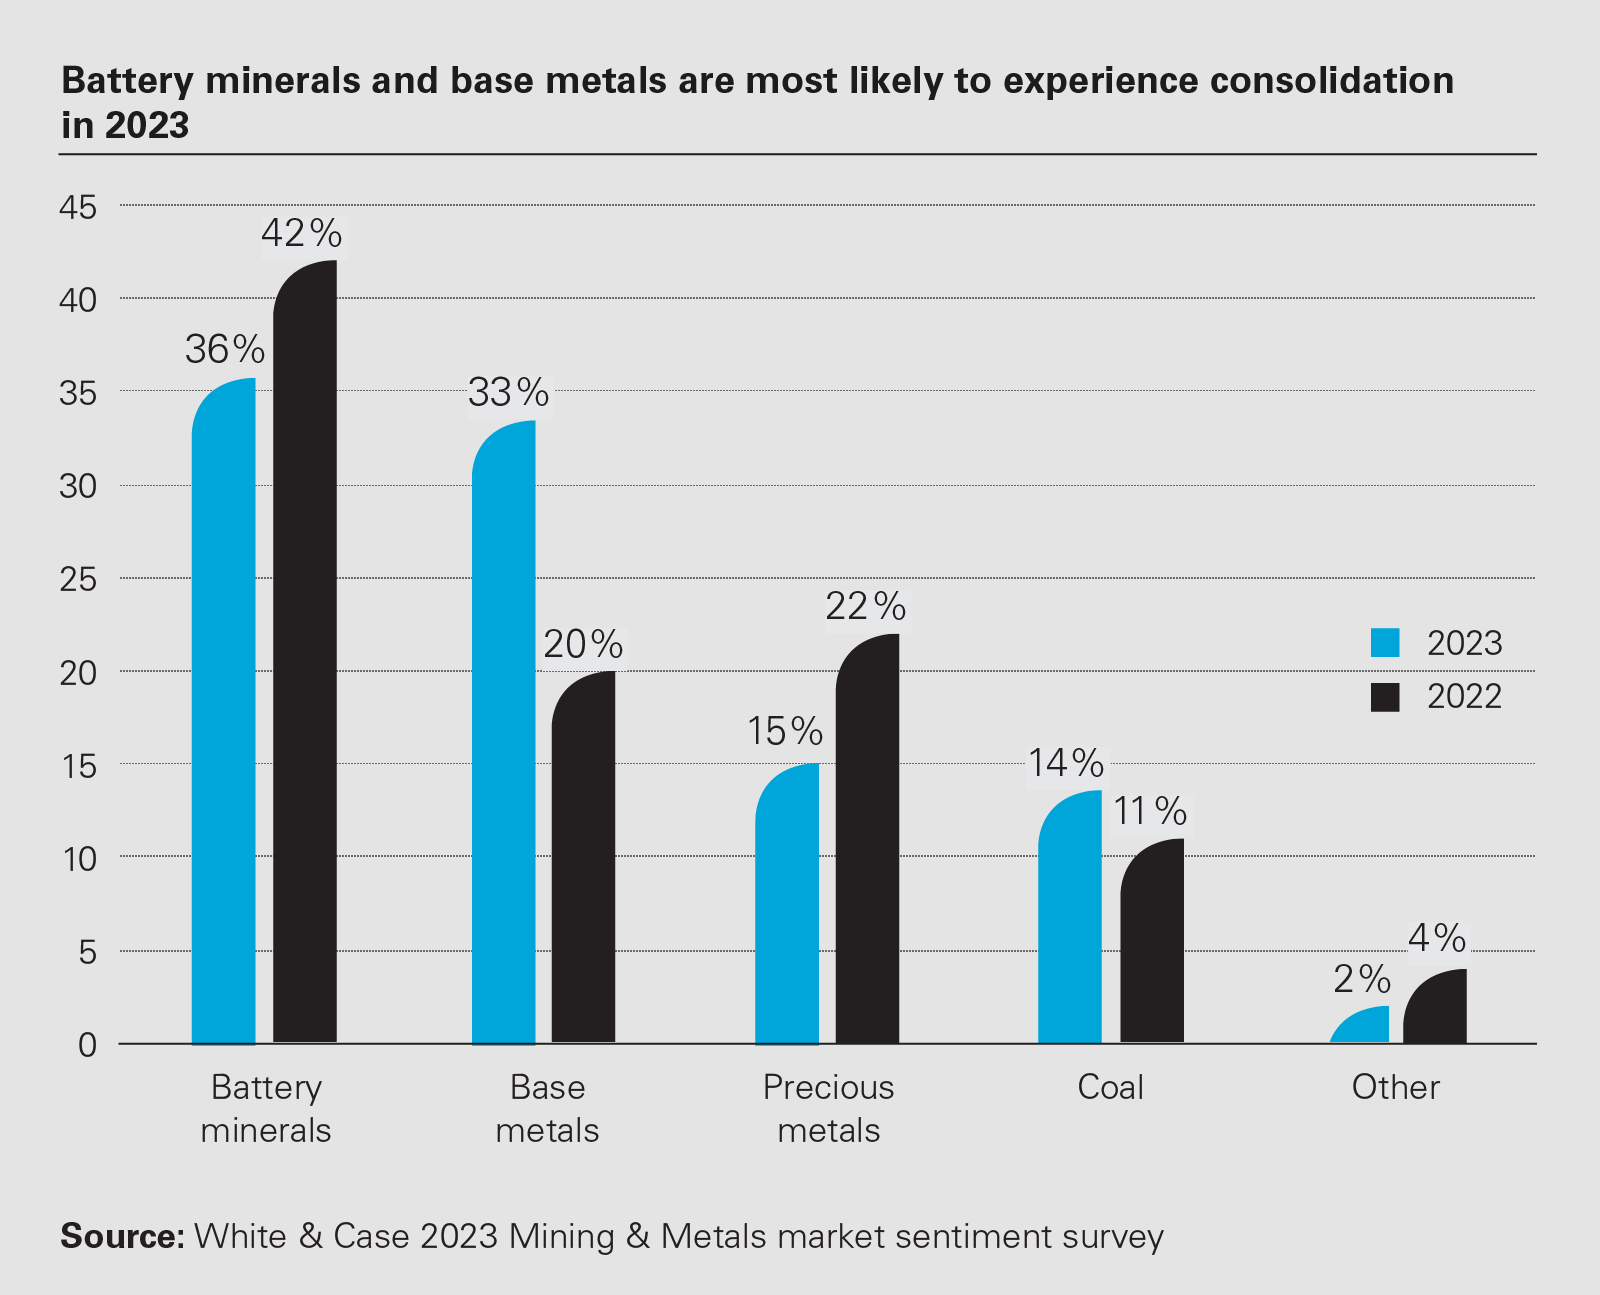 Battery minerals and base metals are most likely to experience consolidation
in 2023
45
40
35
30
25
20
15
10
5
0
36%
42%
33%
20%
15%
22%
14%
11%
2%
4%
2023
2022
Battery
minerals
Base
metals
Precious
metals
Coal
Other
Source: White & Case 2023 Mining & Metals market sentiment survey